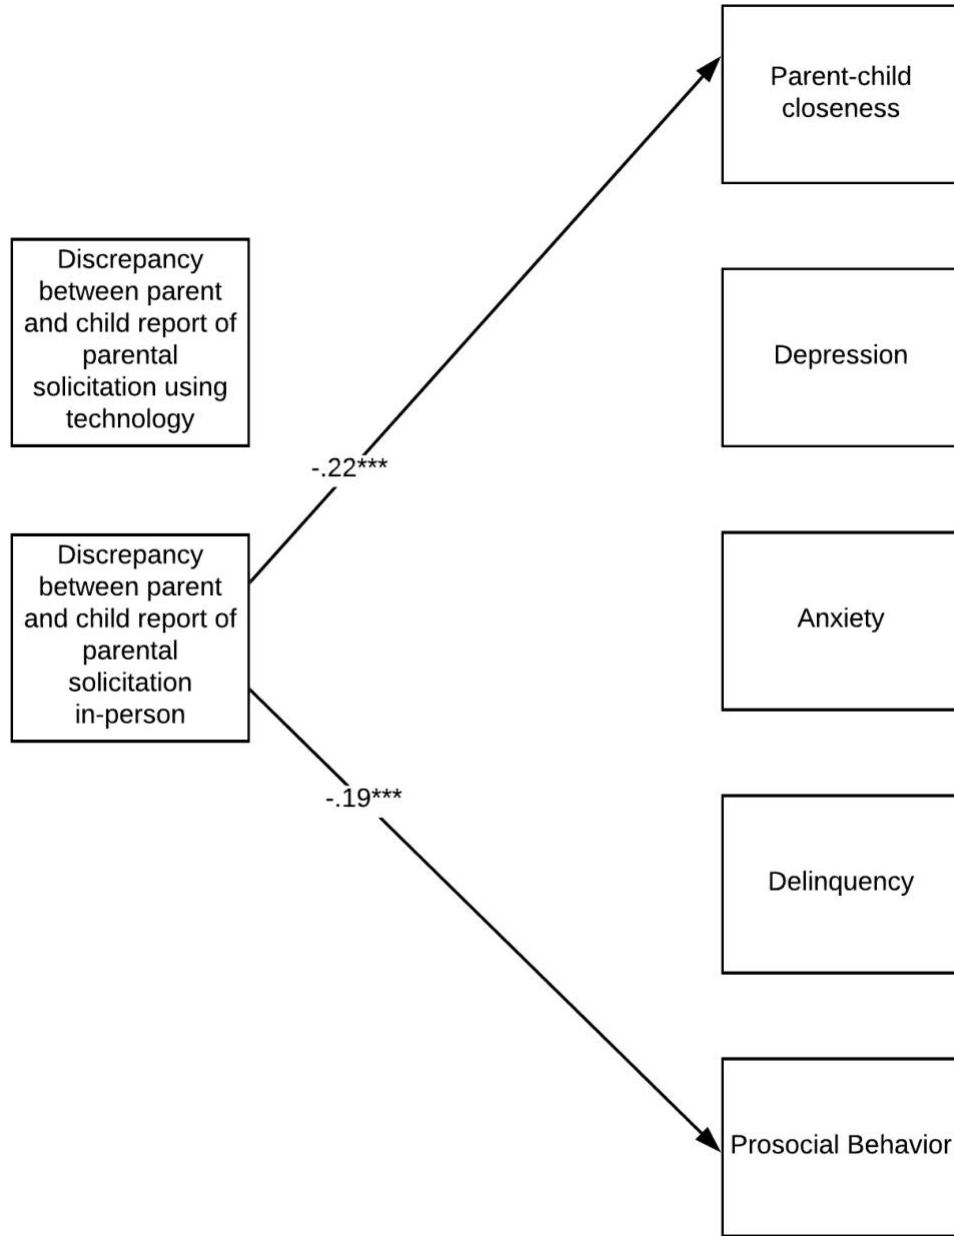 Parent-child
closeness
Discrepancy
between parent
and child report of
parental
solicitation using
technology
Depression
-.22***
Discrepancy
between parent
and child report of
parental
solicitation
in-person
Anxiety
-.19***
Delinquency
Prosocial Behavior